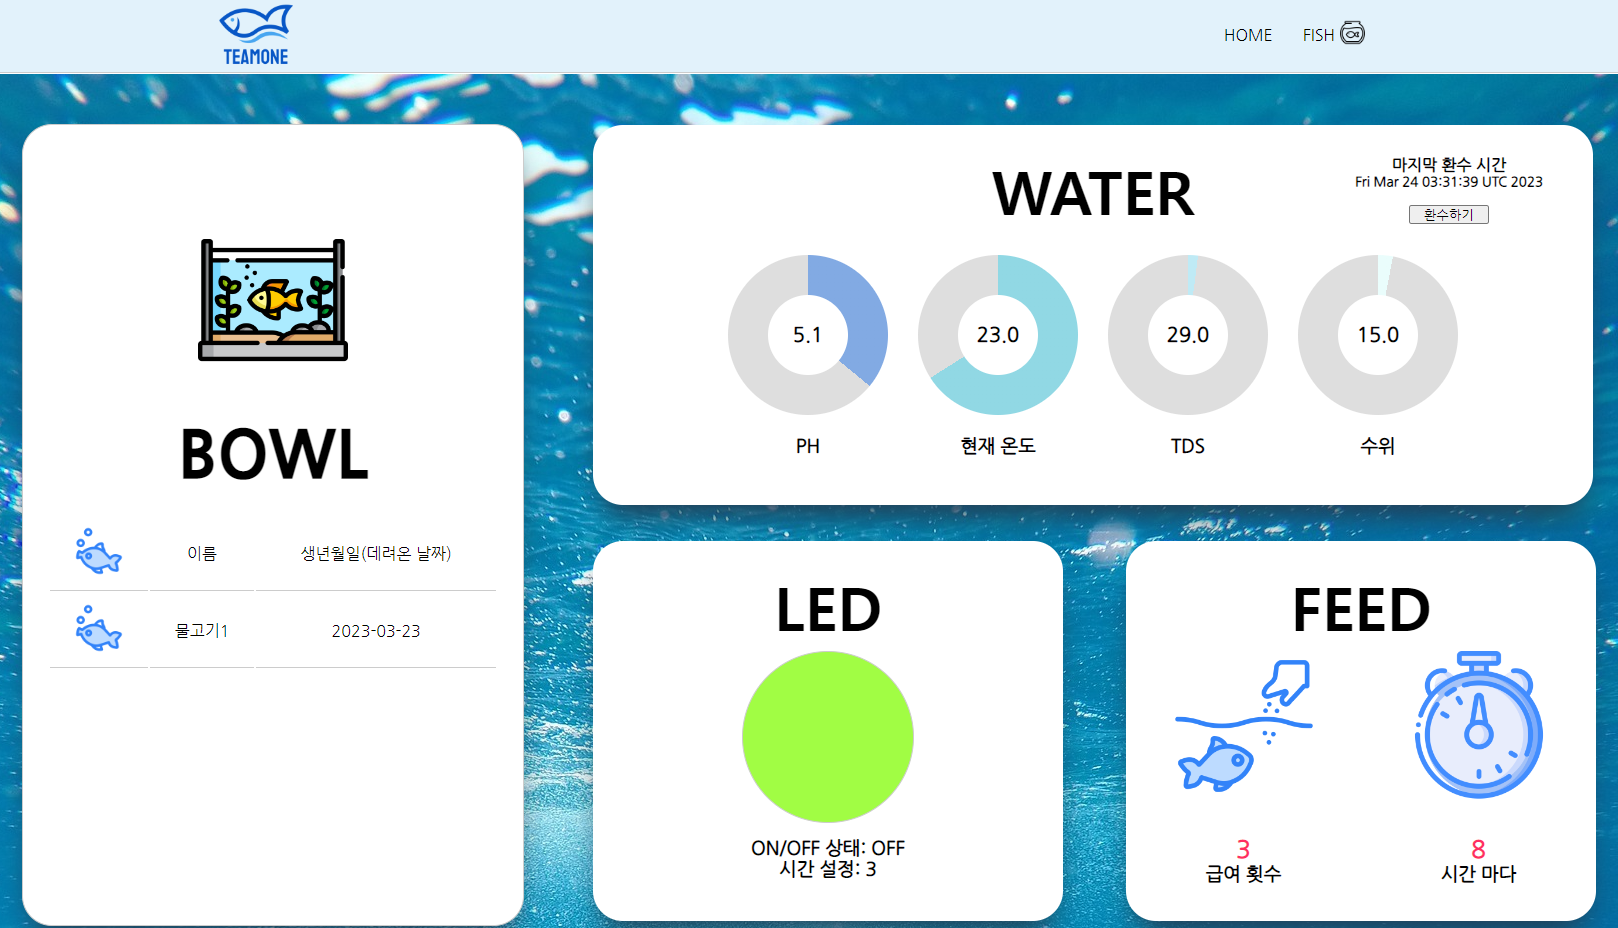 TEAMONE
HOME
FISH
BOWL
이름
생년월일(데려온 날짜)
물고기1
2023-03-23
WATER
마지막 환수 시간
Fri Mar 24 03:31:39 UTC 2023
환수하기
5.1
23.0
29.0
15.0
PH
현재 온도
TDS
수위
LED
ON/OFF 상태: OFF
시간 설정: 3
FEED
3
급여 횟수
8
시간 마다